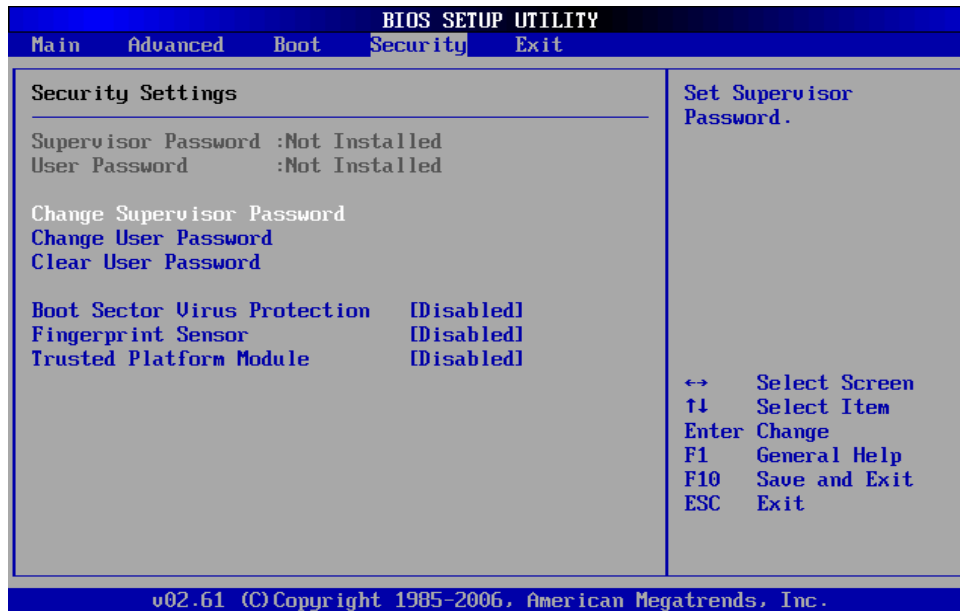 BIOS SETUP UTILITY
Main Advanced Boot Security Exit
Security Settings
Supervisor Password :Not Installed
User Password :Not Installed
Change Supervisor Password
Change User Password
Clear User Password
Boot Sector Virus Protection [Disabled]
Fingerprint Sensor [Disabled]
Trusted Platform Module [Disabled]
Set Supervisor
Password.
↔ Select Screen
↑↓ Select Item
Enter Change
F1 General Help
F10 Save and Exit
ESC Exit
v02.61 (C)Copyright 1985-2006, American Megatrends, Inc.